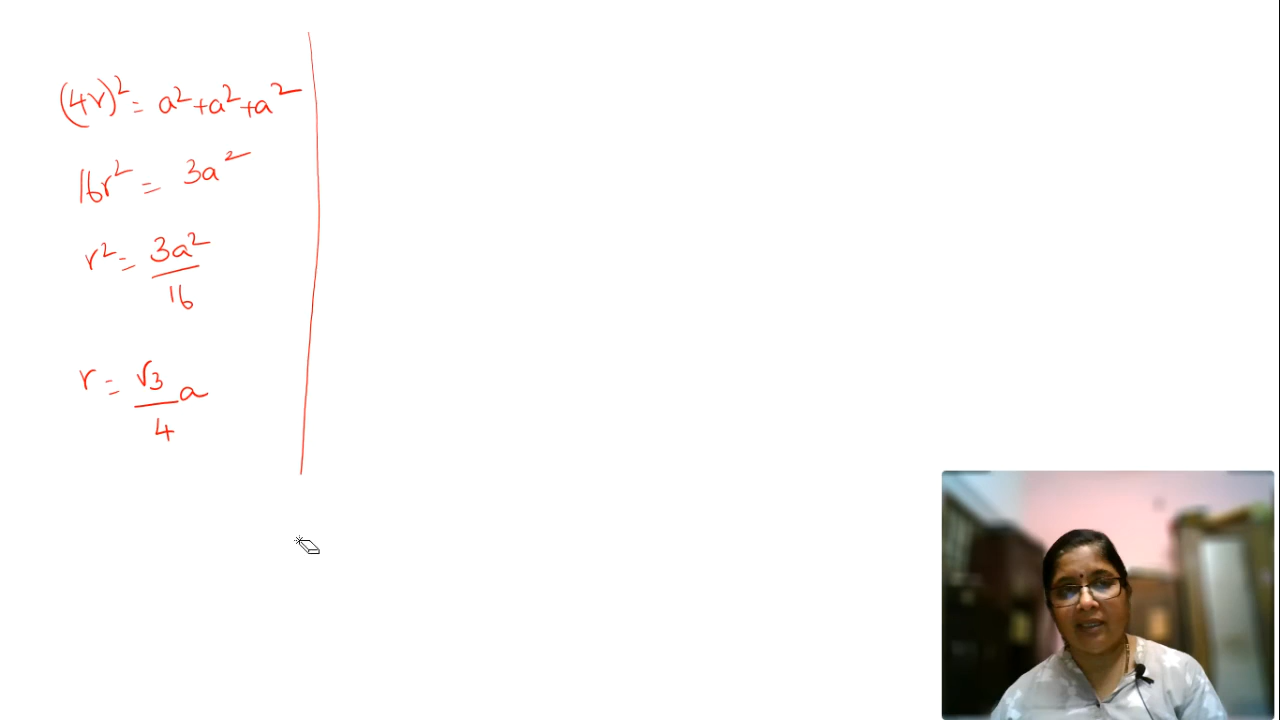 (4r)² = a² + a² + a²
16r² = 3a²
r² = 3a²/16
r = √3/4 a